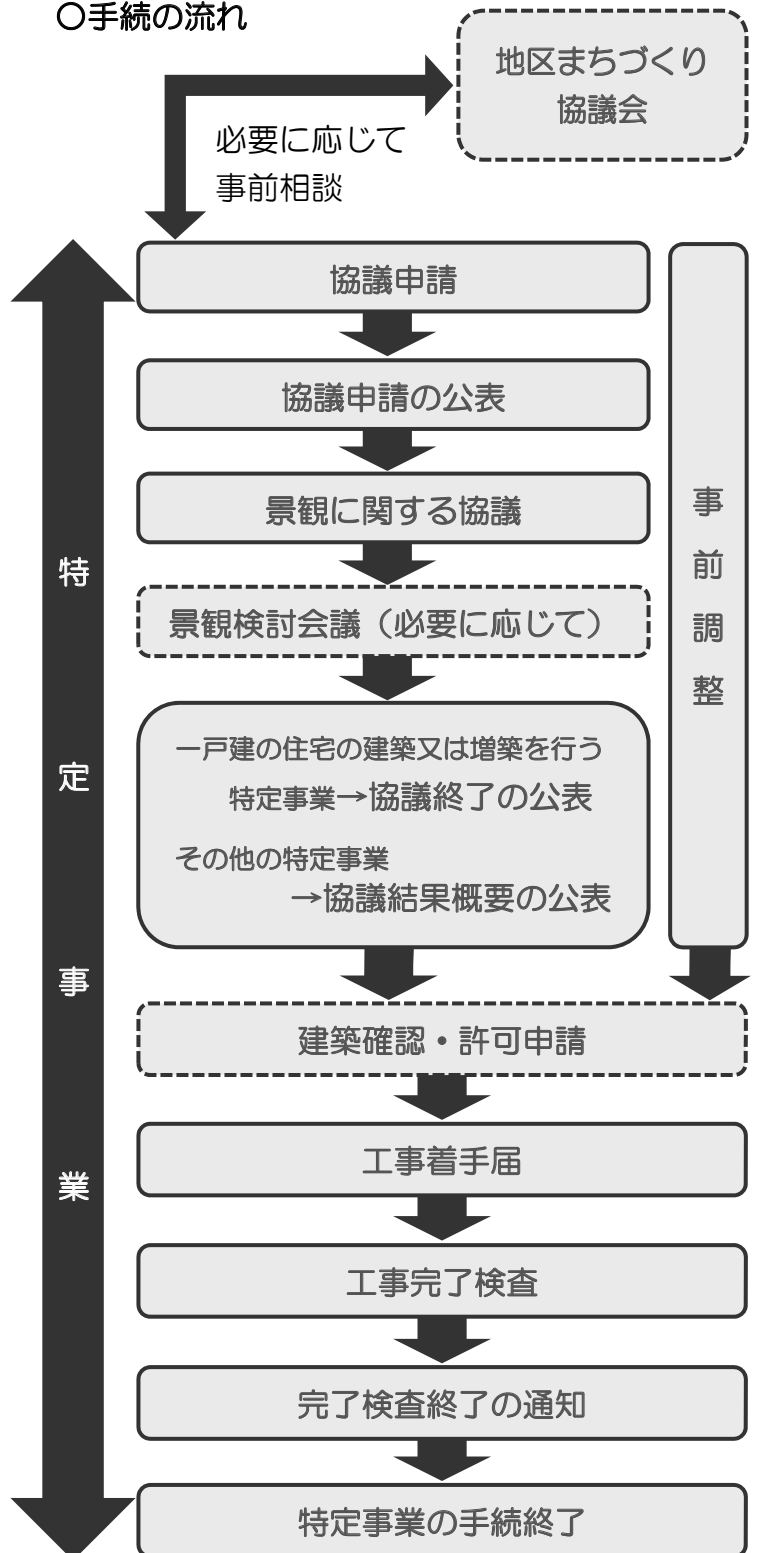 〇手続の流れ
地区まちづくり
協議会
必要に応じて
事前相談
協議申請
協議申請の公表
景観に関する協議
景観検討会議（必要に応じて）
一戸建の住宅の建築又は増築を行う
特定事業→協議終了の公表
その他の特定事業
→協議結果概要の公表
事前調整
建築確認・許可申請
工事着手届
工事完了検査
完了検査終了の通知
特定事業の手続終了
特定事業